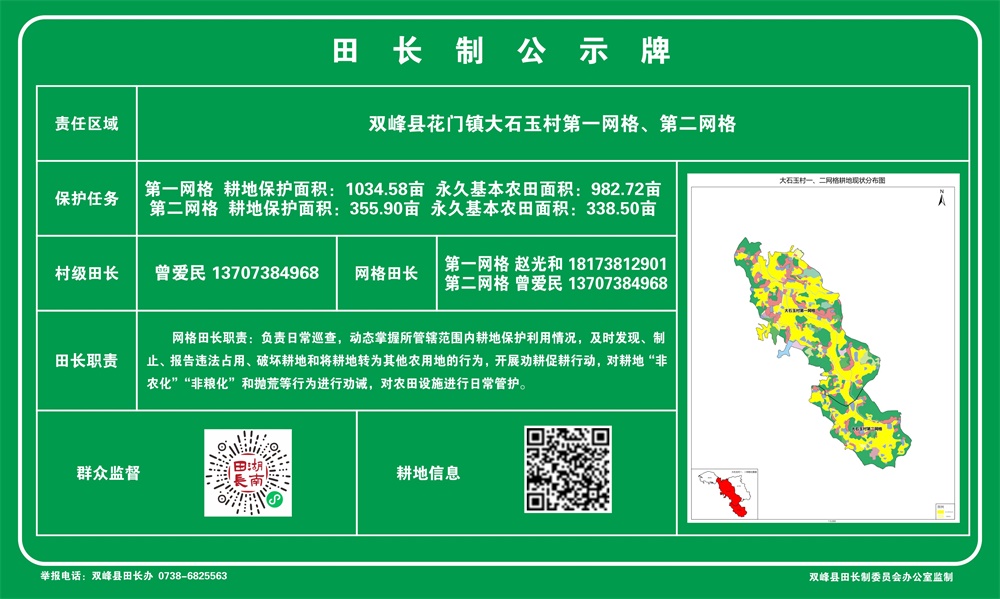 田长制公示牌
责任区域
双峰县花门镇大石玉村第一网格、第二网格
保护任务
第一网格 耕地保护面积：1034.58亩 永久基本农田面积：982.72亩
第二网格 耕地保护面积：355.90亩 永久基本农田面积：338.50亩
村级田长
曾爱民 13707384968
网格田长
第一网格 赵光和 18173812901
第二网格 曾爱民 13707384968
田长职责
网格田长职责：负责日常巡查，动态掌握所管辖范围内耕地保护利用情况，及时发现、制
止、报告违法占用、破坏耕地和将耕地转为其他农用地的行为，开展劝耕促耕行动，对耕地“非
农化”“非粮化”和抛荒等行为进行劝诫，对农田设施进行日常管护。
群众监督
湖南
田長
耕地信息
大石玉村一、二网格耕地现状分布图
N
大石玉村第一网格
大石玉村第二网格
举报电话：双峰县田长办 0738-6825563
双峰县田长制委员会办公室监制